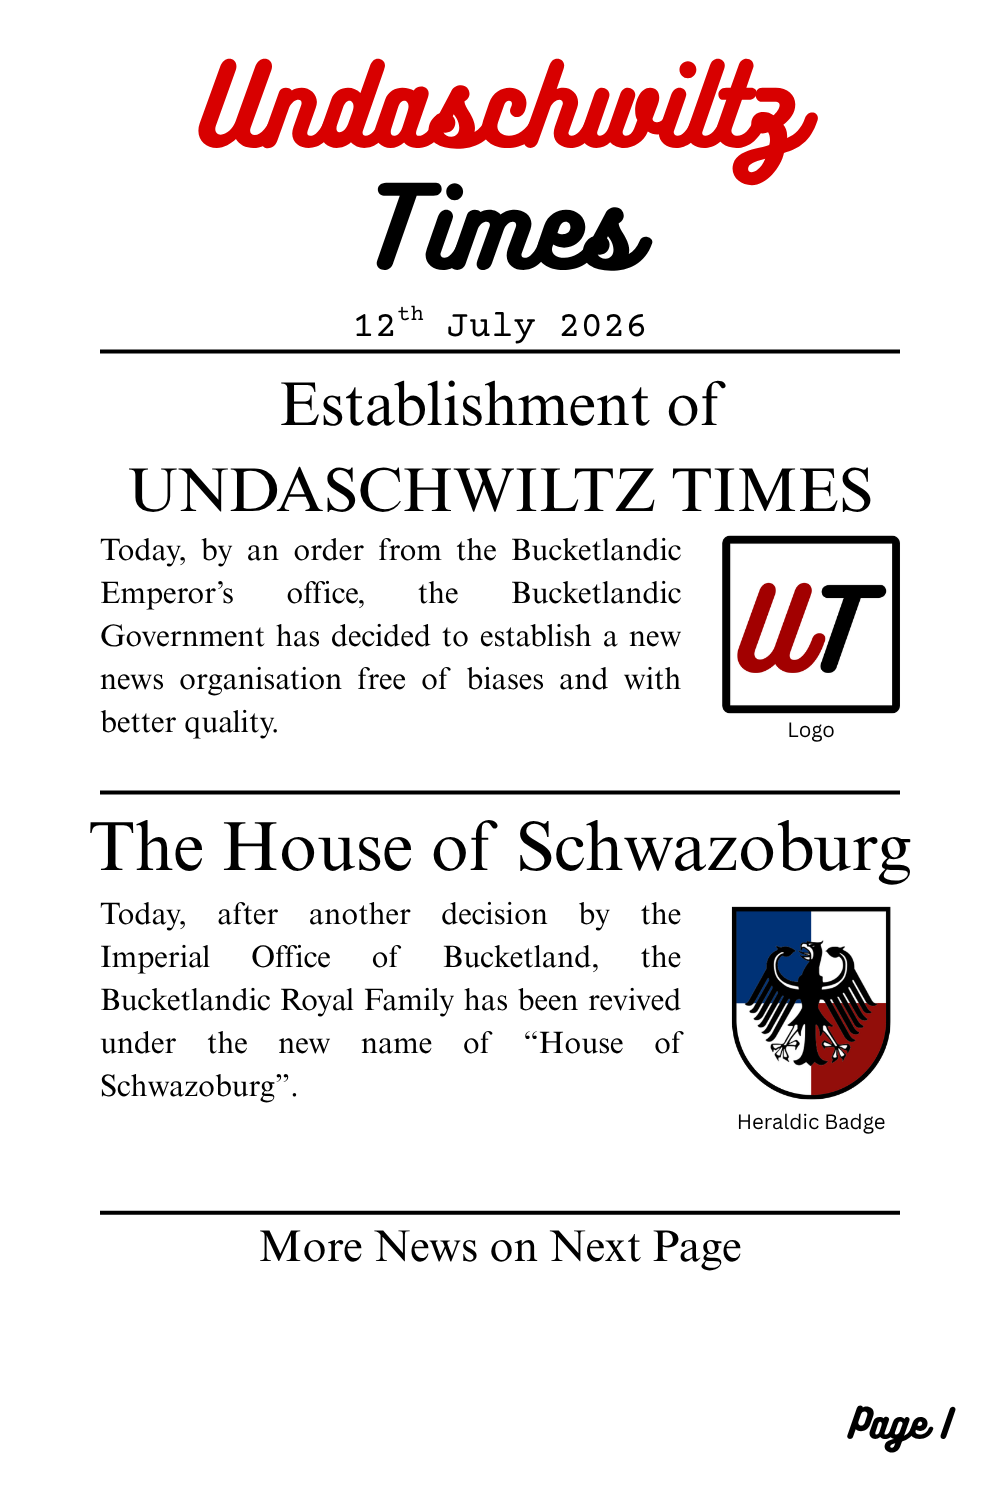 Undaschwiltz
Times
12th July 2026
Establishment of
UNDASCHWILTZ TIMES
Today, by an order from the Bucketlandic
Emperor’s office, the Bucketlandic
Government has decided to establish a new
news organisation free of biases and with
better quality.
UT
Logo
The House of Schwazoburg
Today, after another decision by the
Imperial Office of Bucketland, the
Bucketlandic Royal Family has been revived
under the new name of “House of
Schwazoburg”.
Heraldic Badge
More News on Next Page
Page 1